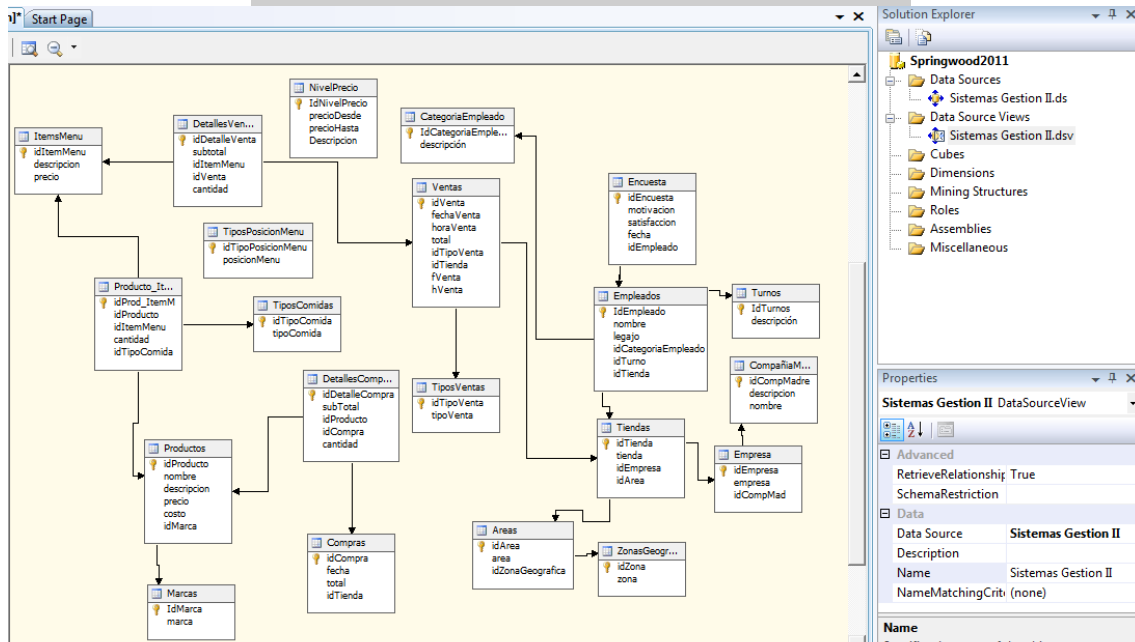 n]*
Start Page
NivelPrecio
IdNivelPrecio
precioDesde
precioHasta
Descripcion
CategoriaEmpleado
IdCategoriaEmple...
descripción
ItemsMenu
idItemMenu
descripcion
precio
DetallesVen...
idDetalleVenta
subtotal
idItemMenu
idVenta
cantidad
Ventas
idVenta
fechaVenta
horaVenta
total
idTipoVenta
idTienda
fVenta
hVenta
Encuesta
idEncuesta
motivacion
satisfaccion
fecha
idEmpleado
TiposPosicionMenu
idTipoPosicionMenu
posicionMenu
Producto_It...
idProd_ItemM
idProducto
idItemMenu
cantidad
idTipoComida
TiposComidas
idTipoComida
tipoComida
Empleados
IdEmpleado
nombre
legajo
idCategoriaEmpleado
idTurno
idTienda
Turnos
IdTurnos
descripción
CompañiaM...
idCompMadre
descripcion
nombre
DetallesComp...
idDetalleCompra
subTotal
idProducto
idCompra
cantidad
TiposVentas
idTipoVenta
tipoVenta
Tiendas
idTienda
tienda
idEmpresa
idArea
Empresa
idEmpresa
empresa
idCompMad
Productos
idProducto
nombre
descripcion
precio
costo
idMarca
Compras
idCompra
fecha
total
idTienda
Areas
idArea
area
idZonaGeografica
ZonasGeogr...
idZona
zona
Marcas
IdMarca
marca
Solution Explorer
Springwood2011
Data Sources
Sistemas Gestion II.ds
Data Source Views
Sistemas Gestion II.dsv
Cubes
Dimensions
Mining Structures
Roles
Assemblies
Miscellaneous
Properties
Sistemas Gestion II DataSourceView
Advanced
RetrieveRelationship True
SchemaRestriction
Data
Data Source Sistemas Gestion II
Description
Name Sistemas Gestion II
NameMatchingCrit (none)
Name